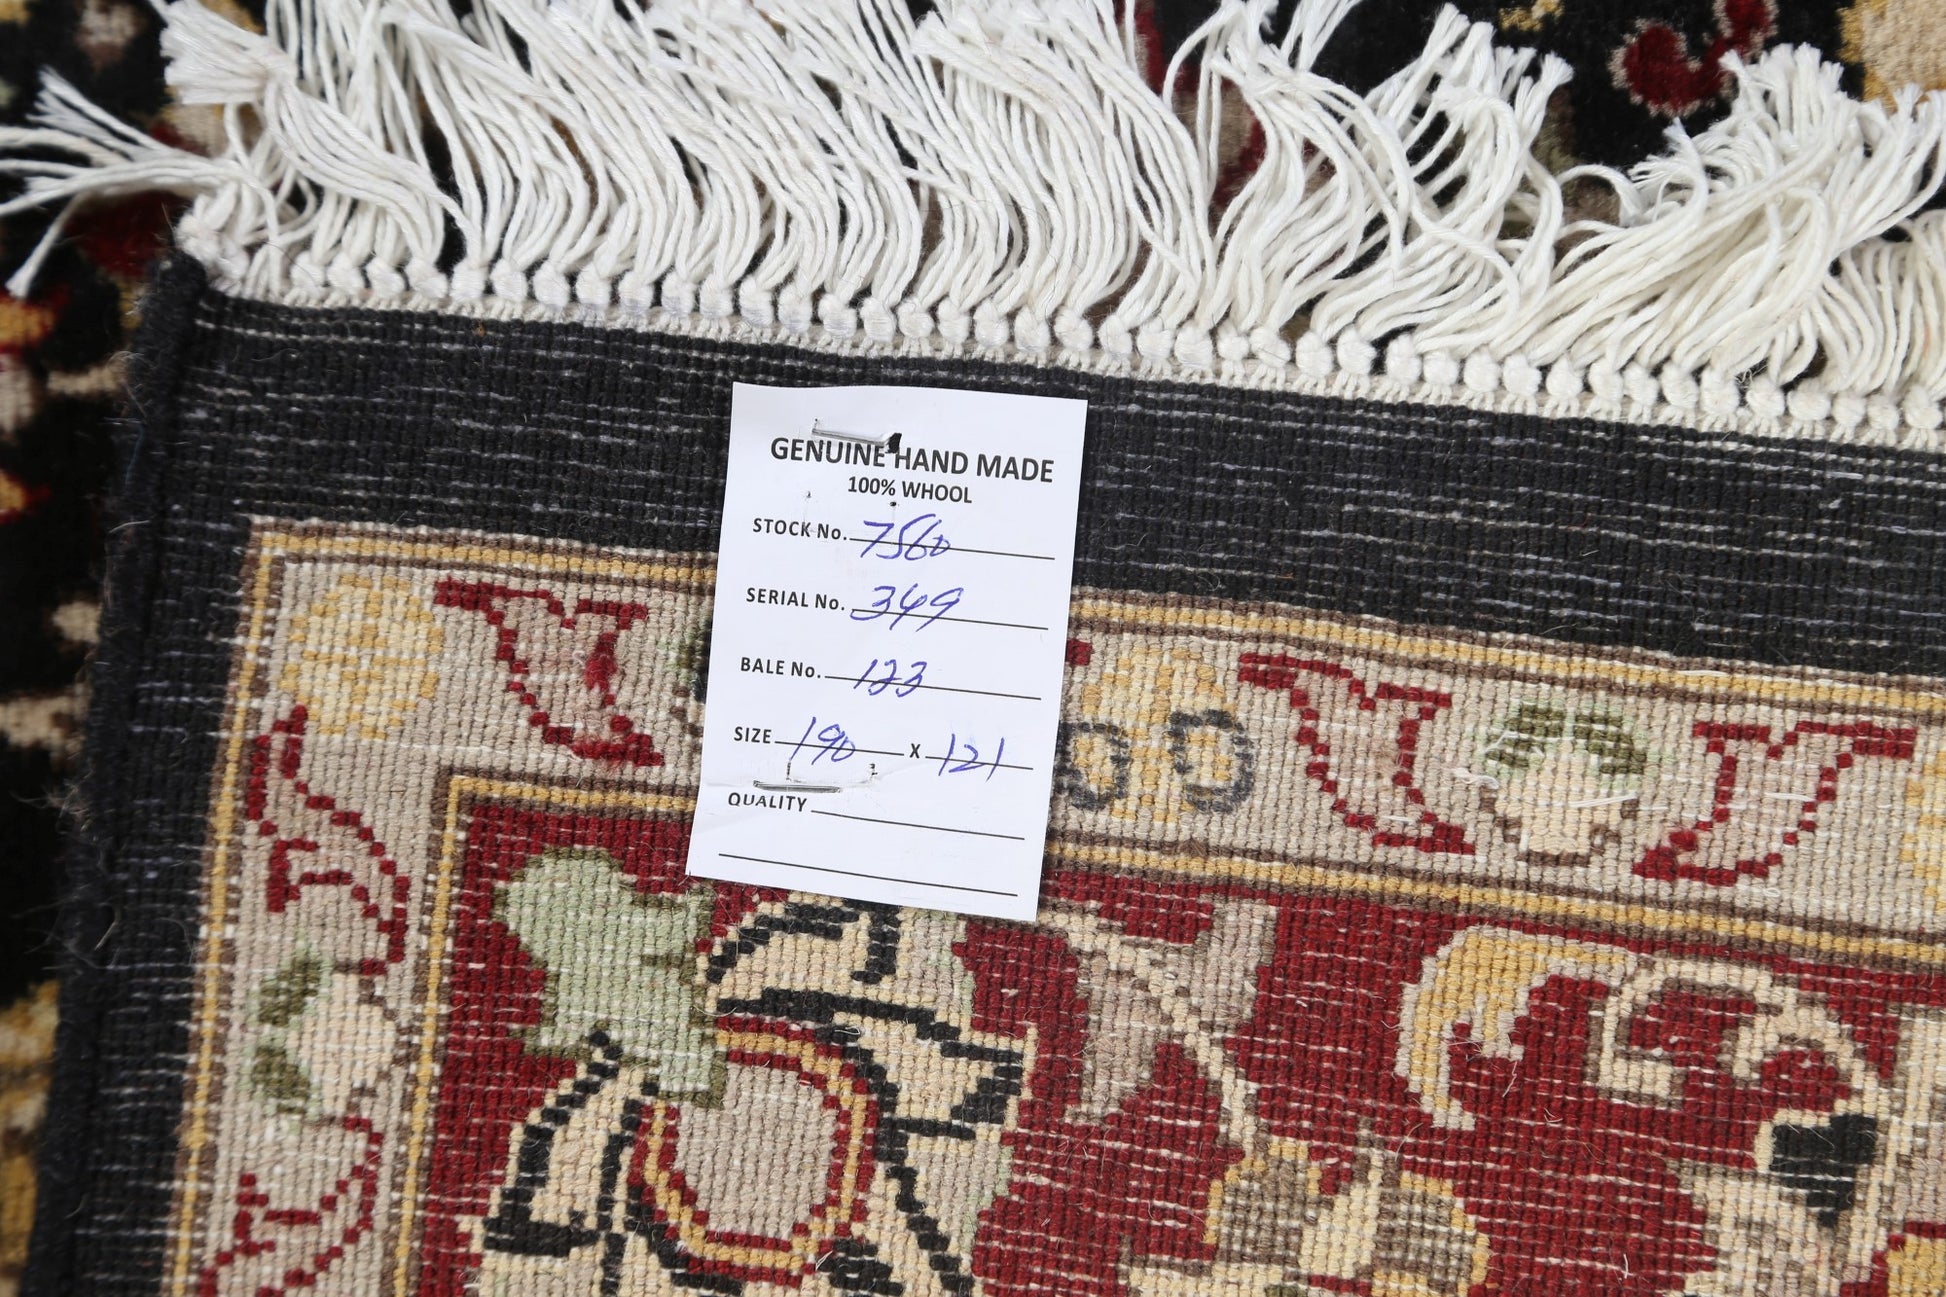 GENUINE HAND MADE
100% WHOOL
STOCK No. 7560
SERIAL No. 349
BALE No. 123
SIZE 190 X 121
QUALITY